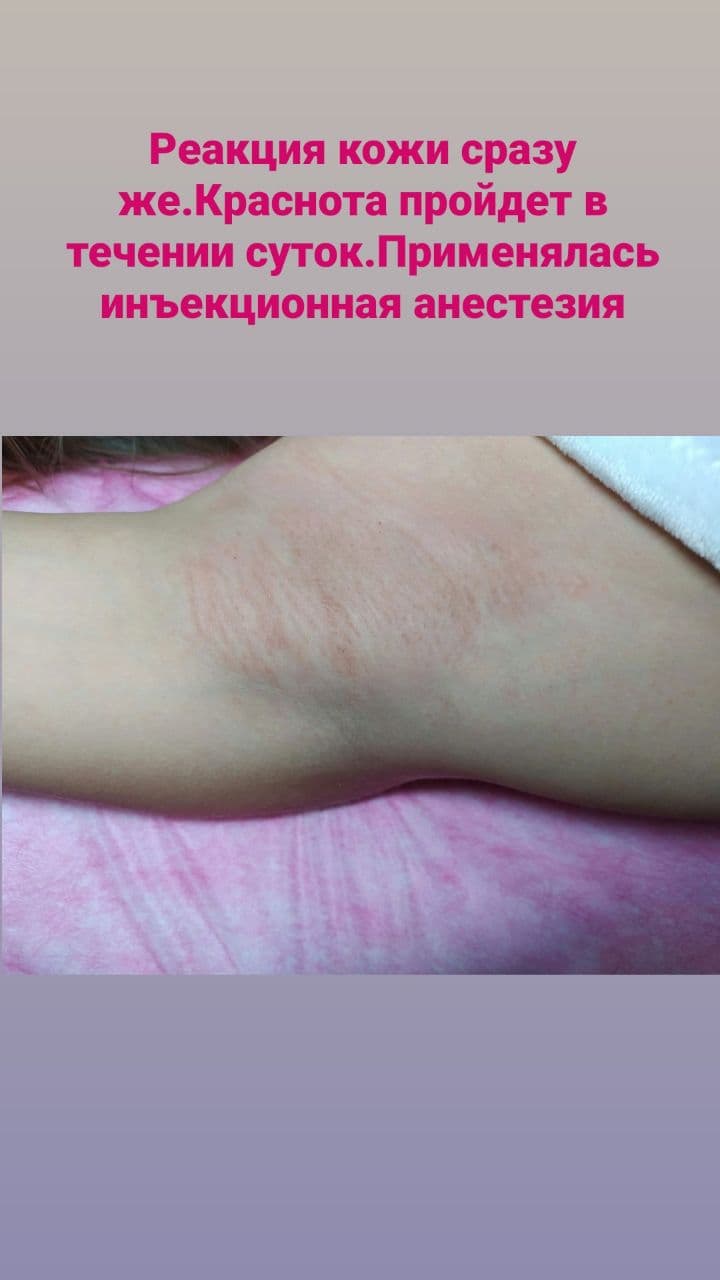 Реакция кожи сразу
же.Краснота пройдет в
течении суток.Применялась
инъекционная анестезия